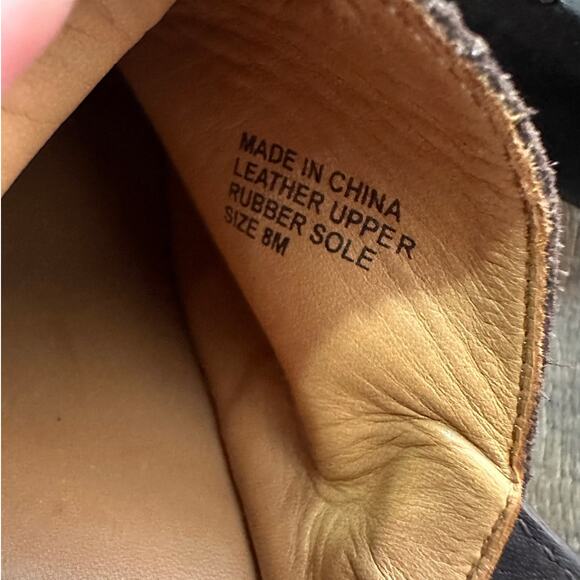 MADE IN CHINA
LEATHER UPPER
RUBBER SOLE
SIZE 8M